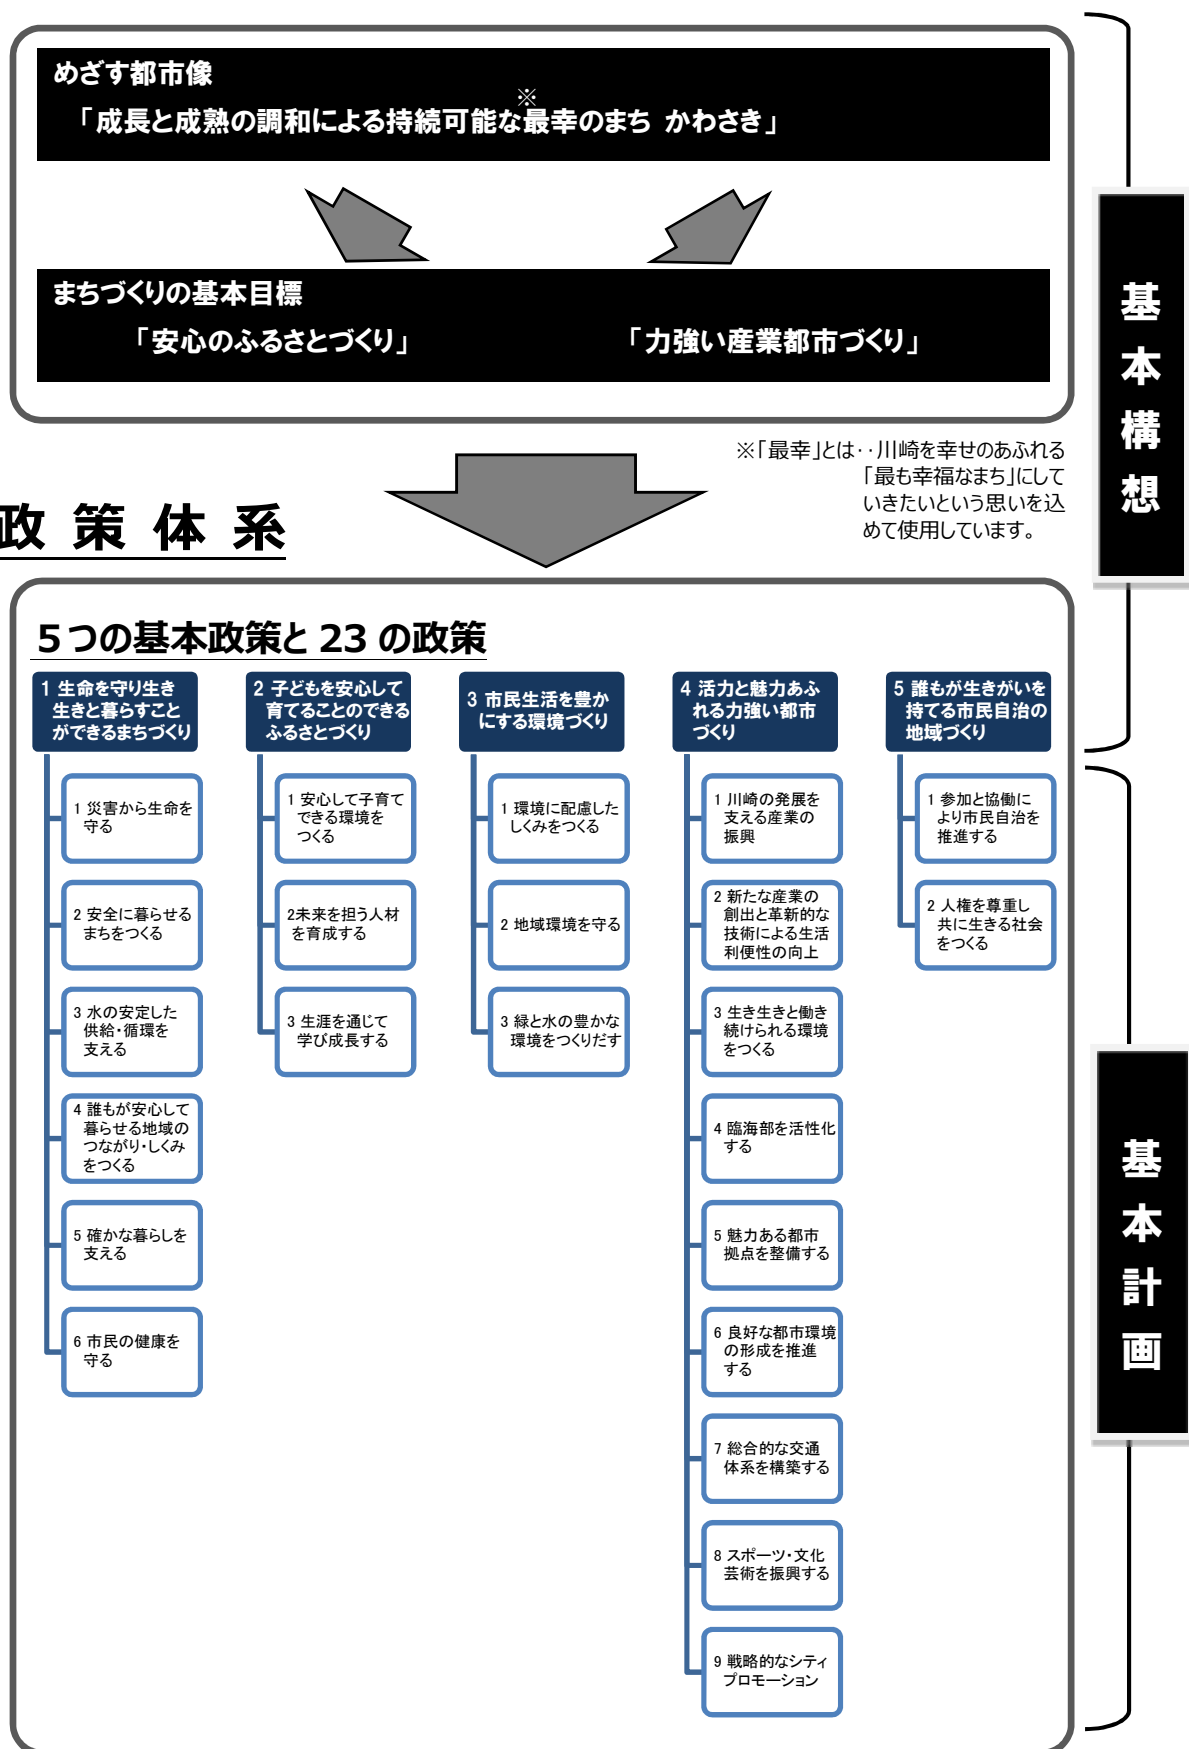 めざす都市像
※
「成長と成熟の調和による持続可能な最幸のまち かわさき」
まちづくりの基本目標
「安心のふるさとづくり」 「力強い産業都市づくり」
基本構想
※「最幸」とは‥川崎を幸せのあふれる
「最も幸福なまち」にして
いきたいという思いを込
めて使用しています。
政策体系
5つの基本政策と 23 の政策
1 生命を守り生き
生きと暮らすこと
ができるまちづくり
1 災害から生命を
守る
2 安全に暮らせる
まちをつくる
3 水の安定した
供給・循環を
支える
4 誰もが安心して
暮らせる地域の
つながり・しくみ
をつくる
5 確かな暮らしを
支える
6 市民の健康を
守る
2 子どもを安心して
育てることのできる
ふるさとづくり
1 安心して子育て
できる環境を
つくる
2未来を担う人材
を育成する
3 生涯を通じて
学び成長する
3 市民生活を豊か
にする環境づくり
1 環境に配慮した
しくみをつくる
2 地域環境を守る
3 緑と水の豊かな
環境をつくりだす
4 活力と魅力あふ
れる力強い都市
づくり
1 川崎の発展を
支える産業の
振興
2 新たな産業の
創出と革新的な
技術による生活
利便性の向上
3 生き生きと働き
続けられる環境
をつくる
4 臨海部を活性化
する
5 魅力ある都市
拠点を整備する
6 良好な都市環境
の形成を推進
する
7 総合的な交通
体系を構築する
8 スポーツ・文化
芸術を振興する
9 戦略的なシティ
プロモーション
5 誰もが生きがいを
持てる市民自治の
地域づくり
1 参加と協働に
より市民自治を
推進する
2 人権を尊重し
共に生きる社会
をつくる
基本計画